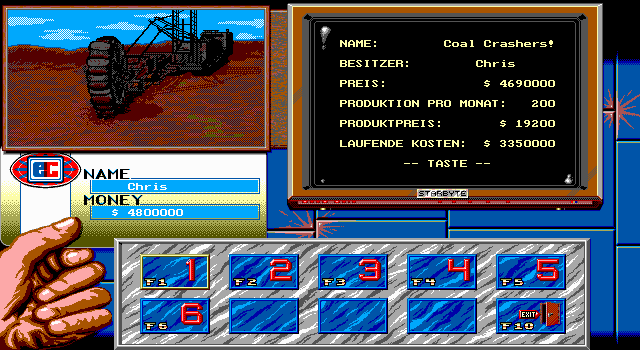 NAME: Coal Crashers!
BESITZER: Chris
PREIS: $ 4690000
PRODUKTION PRO MONAT: 200
PRODUKTPREIS: $ 19200
LAUFENDE KOSTEN: $ 3350000
-- TASTE --
STARBYTE
EC
NAME
Chris
MONEY
$ 4800000
F1 1
F2 2
F3 3
F4 4
F5 5
F6 6
F10 EXIT